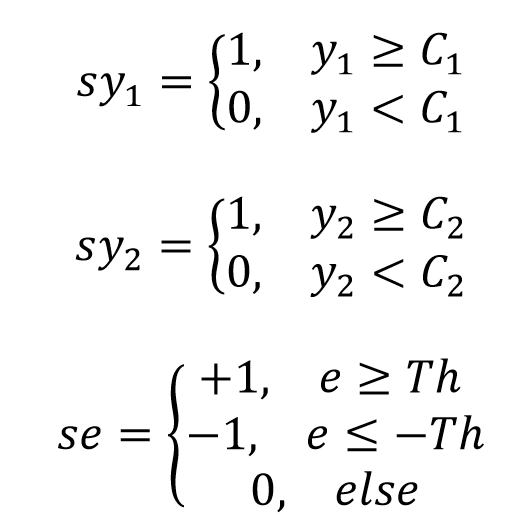 sy₁ = {1, y₁ ≥ C₁
0, y₁ < C₁
sy₂ = {1, y₂ ≥ C₂
0, y₂ < C₂
se = {+1, e ≥ Th
−1, e ≤ −Th
0, else